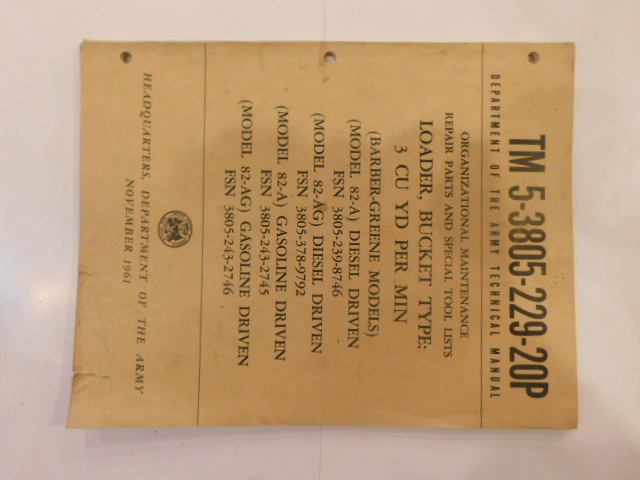 TM 5-3805-229-20P
DEPARTMENT OF THE ARMY TECHNICAL MANUAL
ORGANIZATIONAL MAINTENANCE
REPAIR PARTS AND SPECIAL TOOL LISTS
LOADER, BUCKET TYPE:
3 CU YD PER MIN
(BARBER-GREENE MODELS)
(MODEL 82-A) DIESEL DRIVEN
FSN 3805-239-8746
(MODEL 82-AG) DIESEL DRIVEN
FSN 3805-378-9792
(MODEL 82-A) GASOLINE DRIVEN
FSN 3805-243-2745
(MODEL 82-AG) GASOLINE DRIVEN
FSN 3805-243-2746
HEADQUARTERS, DEPARTMENT OF THE ARMY
NOVEMBER 1961